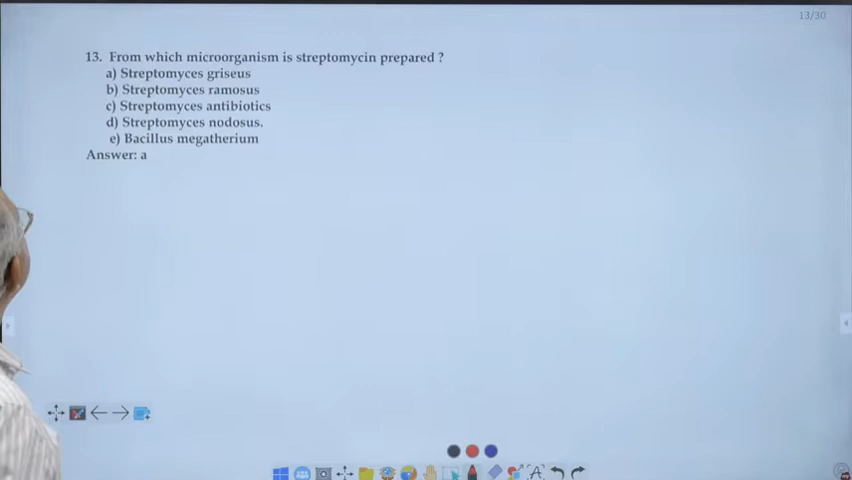 13/30
13. From which microorganism is streptomycin prepared ?
a) Streptomyces griseus
b) Streptomyces ramosus
c) Streptomyces antibiotics
d) Streptomyces nodosus.
e) Bacillus megatherium
Answer: a